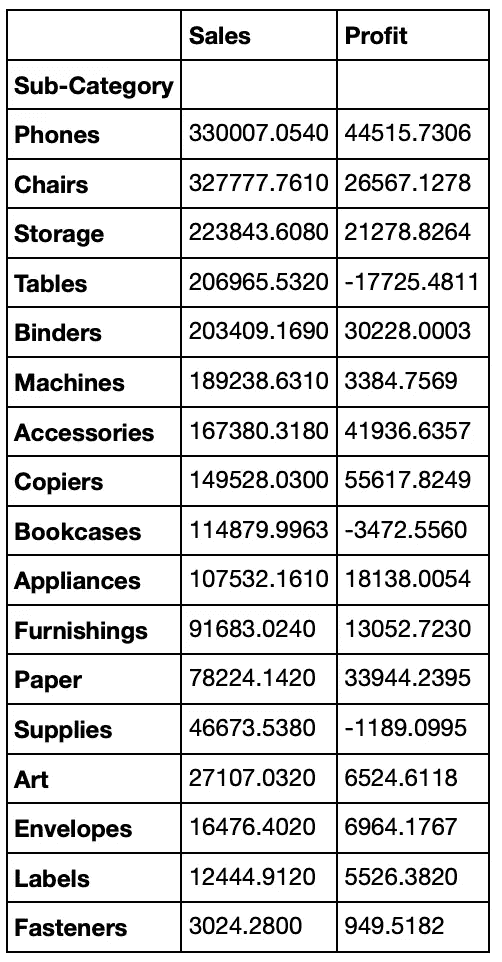 Sales Profit
Sub-Category
Phones 330007.0540 44515.7306
Chairs 327777.7610 26567.1278
Storage 223843.6080 21278.8264
Tables 206965.5320 -17725.4811
Binders 203409.1690 30228.0003
Machines 189238.6310 3384.7569
Accessories 167380.3180 41936.6357
Copiers 149528.0300 55617.8249
Bookcases 114879.9963 -3472.5560
Appliances 107532.1610 18138.0054
Furnishings 91683.0240 13052.7230
Paper 78224.1420 33944.2395
Supplies 46673.5380 -1189.0995
Art 27107.0320 6524.6118
Envelopes 16476.4020 6964.1767
Labels 12444.9120 5526.3820
Fasteners 3024.2800 949.5182